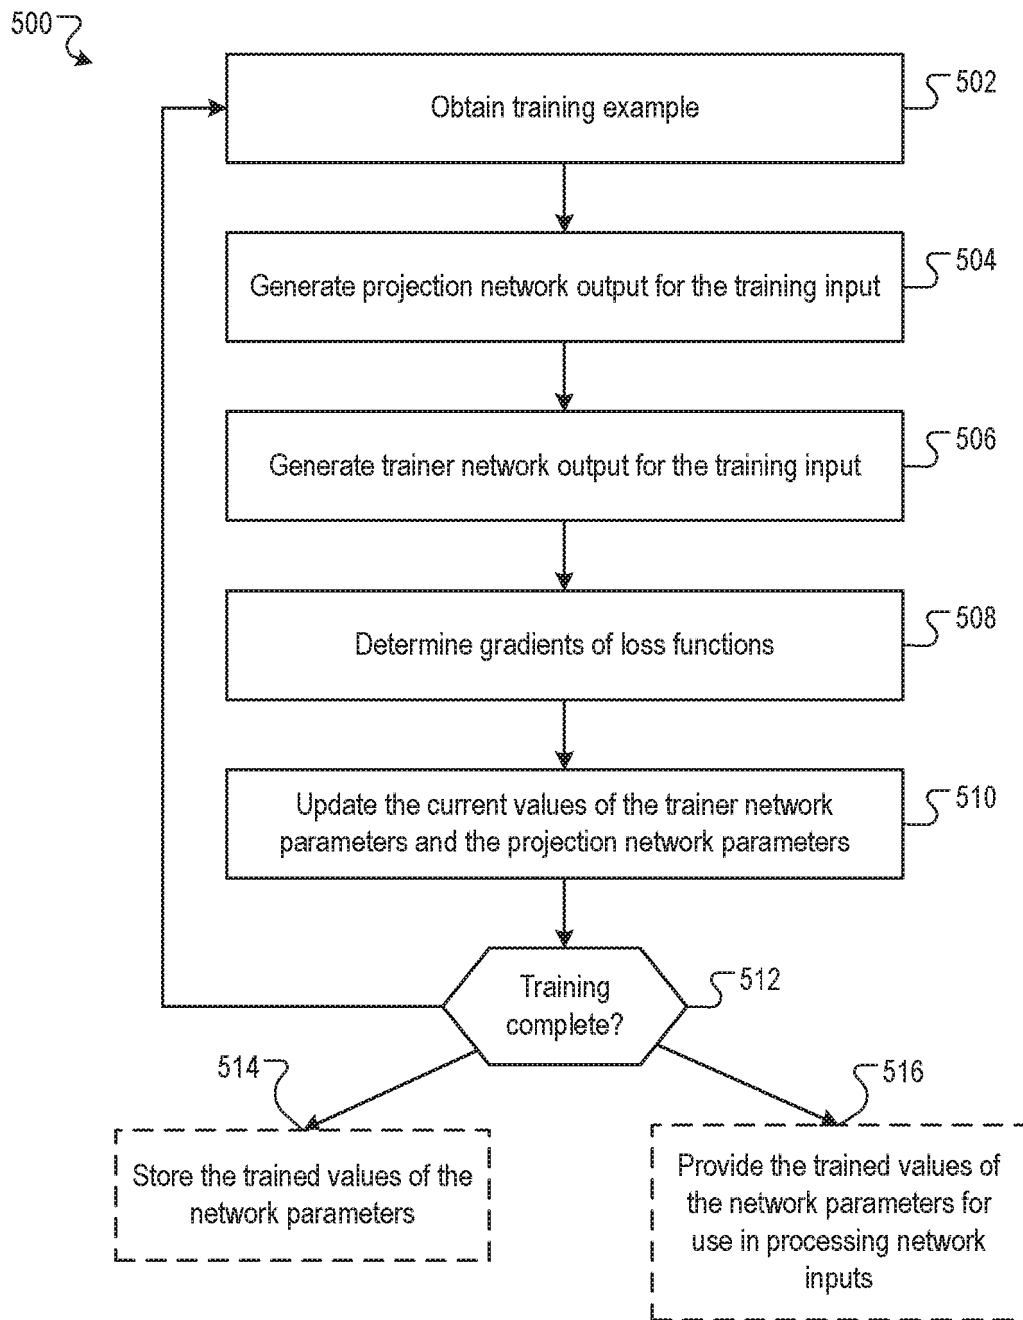 500
Obtain training example
502
Generate projection network output for the training input
504
Generate trainer network output for the training input
506
Determine gradients of loss functions
508
Update the current values of the trainer network
parameters and the projection network parameters
510
Training
complete?
512
514
Store the trained values of the
network parameters
516
Provide the trained values of
the network parameters for
use in processing network
inputs